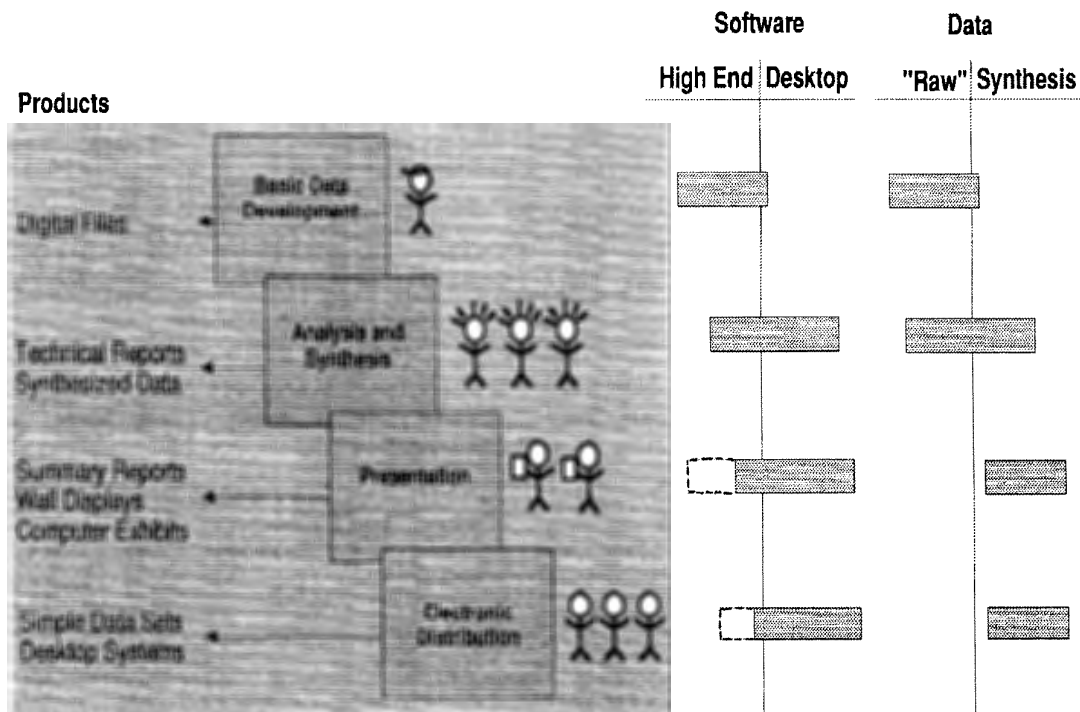 Software
Data
High End
Desktop
"Raw"
Synthesis
Products
Basic Data
Development
Digital Files
Analysis and
Synthesis
Technical Reports
Synthesized Data
Presentation
Summary Reports
Wall Displays
Computer Exhibits
Electronic
Distribution
Simple Data Sets
Desktop Systems